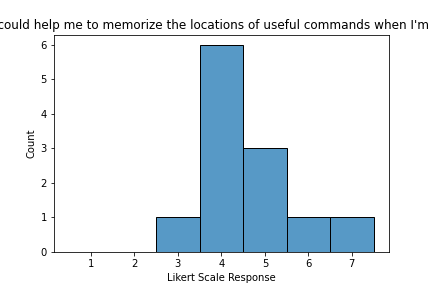 could help me to memorize the locations of useful commands when I'm
6
5
4
3
2
1
0
Count
1 2 3 4 5 6 7
Likert Scale Response